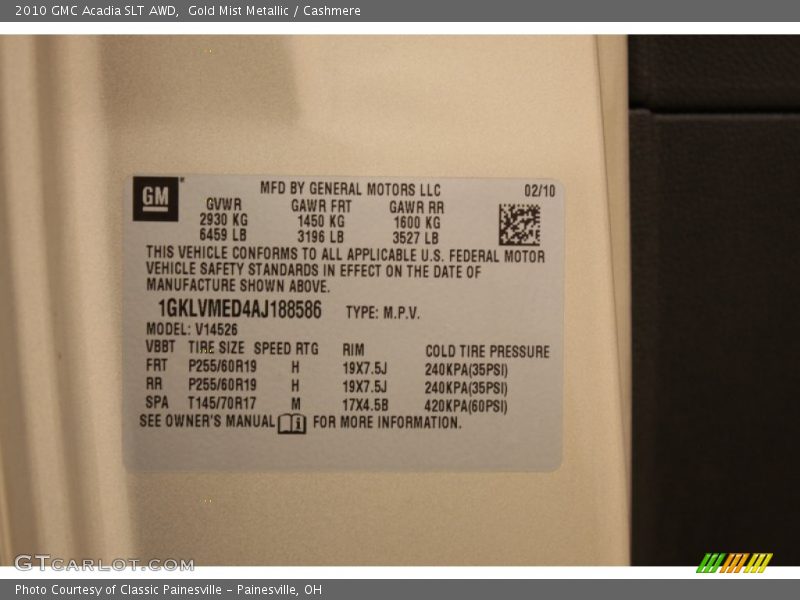 2010 GMC Acadia SLT AWD,  Gold Mist Metallic / Cashmere
GM
MFD BY GENERAL MOTORS LLC 02/10
GVWR GAWR FRT GAWR RR
2930 KG 1450 KG 1600 KG
6459 LB 3196 LB 3527 LB
THIS VEHICLE CONFORMS TO ALL APPLICABLE U.S. FEDERAL MOTOR
VEHICLE SAFETY STANDARDS IN EFFECT ON THE DATE OF
MANUFACTURE SHOWN ABOVE.
1GKLVMED4AJ188586 TYPE: M.P.V.
MODEL: V14526
VBBT TIRE SIZE SPEED RTG RIM COLD TIRE PRESSURE
FRT P255/60R19 H 19X7.5J 240KPA(35PSI)
RR P255/60R19 H 19X7.5J 240KPA(35PSI)
SPA T145/70R17 M 17X4.5B 420KPA(60PSI)
SEE OWNER'S MANUAL i FOR MORE INFORMATION.
GTCARLOT.COM
Photo Courtesy of Classic Painesville - Painesville, OH